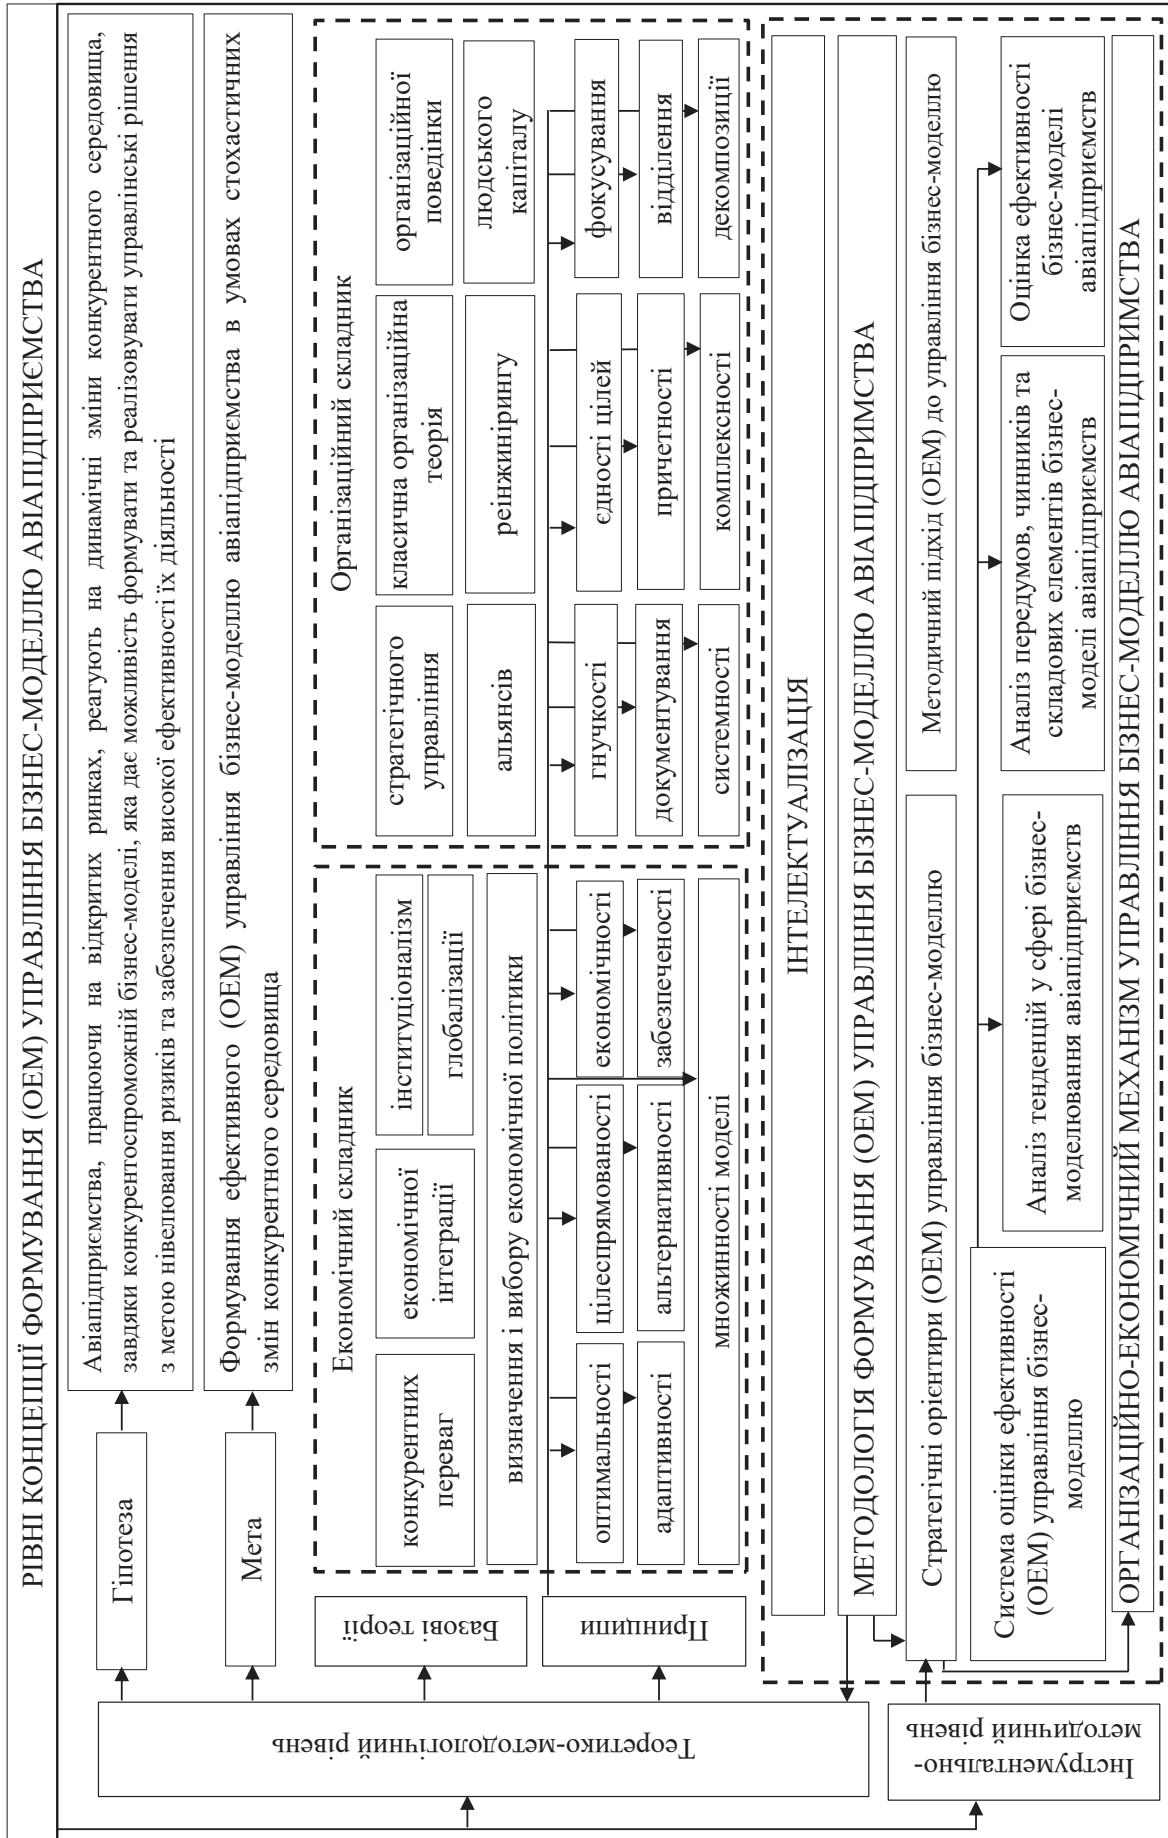 РІВНІ КОНЦЕПЦІЇ ФОРМУВАННЯ (ОЕМ) УПРАВЛІННЯ БІЗНЕС-МОДЕЛЛЮ АВІАПІДПРИЄМСТВА
Теоретико-методологічний рівень
Гіпотеза
Авіапідприємства, працюючи на відкритих ринках, реагують на динамічні зміни конкурентного середовища,
завдяки конкурентоспроможній бізнес-моделі, яка дає можливість формувати та реалізовувати управлінські рішення
з метою нівелювання ризиків та забезпечення високої ефективності їх діяльності
Мета
Формування ефективного (ОЕМ) управління бізнес-моделлю авіапідприємства в умовах стохастичних
змін конкурентного середовища
Базові теорії
Економічний складник
конкурентних
переваг
економічної
інтеграції
інституціоналізм
глобалізації
визначення і вибору економічної політики
Організаційний складник
стратегічного
управління
класична організаційна
теорія
організаційної
поведінки
альянсів
реінжинірингу
людського
капіталу
Принципи
оптимальності
цілеспрямованості
економічності
адаптивності
альтернативності
забезпеченості
множинності моделі
гнучкості
єдності цілей
фокусування
документування
причетності
відділення
системності
комплексності
декомпозиції
ІНТЕЛЕКТУАЛІЗАЦІЯ
МЕТОДОЛОГІЯ ФОРМУВАННЯ (ОЕМ) УПРАВЛІННЯ БІЗНЕС-МОДЕЛЛЮ АВІАПІДПРИМСТВА
Інструментально-
методичний рівень
Стратегічні орієнтири (ОЕМ) управління бізнес-моделлю
Методичний підхід (ОЕМ) до управління бізнес-моделлю
Система оцінки ефективності
(ОЕМ) управління бізнес-
моделлю
Аналіз тенденцій у сфері бізнес-
моделювання авіапідприємств
Аналіз передумов, чинників та
складових елементів бізнес-
моделі авіапідприємств
Оцінка ефективності
бізнес-моделі
авіапідприємств
ОРГАНІЗАЦІЙНО-ЕКОНОМІЧНИЙ МЕХАНІЗМ УПРАВЛІННЯ БІЗНЕС-МОДЕЛЛЮ АВІАПІДПРИМСТВА